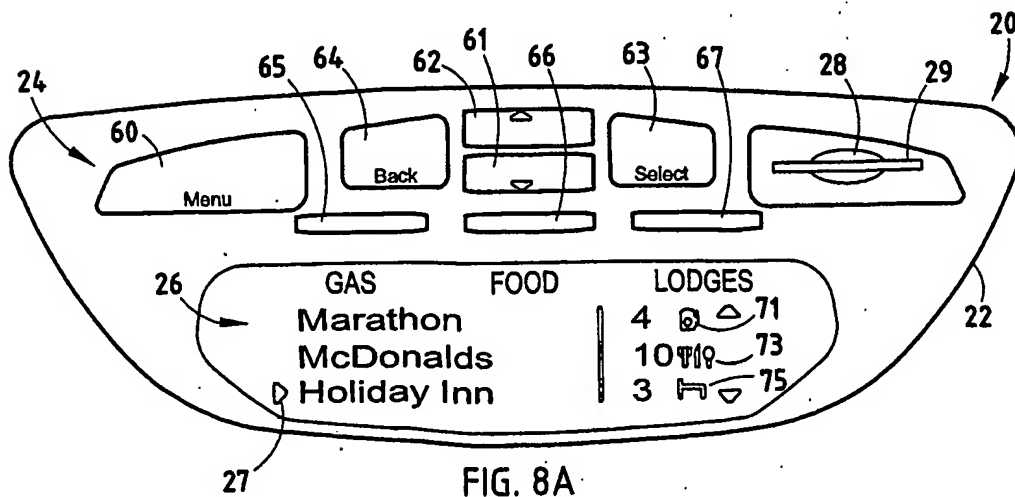 20
61
64 62 66 63 67 28 29
65
24
60
Back Select
Menu
GAS FOOD LODGES
26 22
Marathon 4 71
McDonalds 10 73
Holiday Inn 3 75
27
FIG. 8A